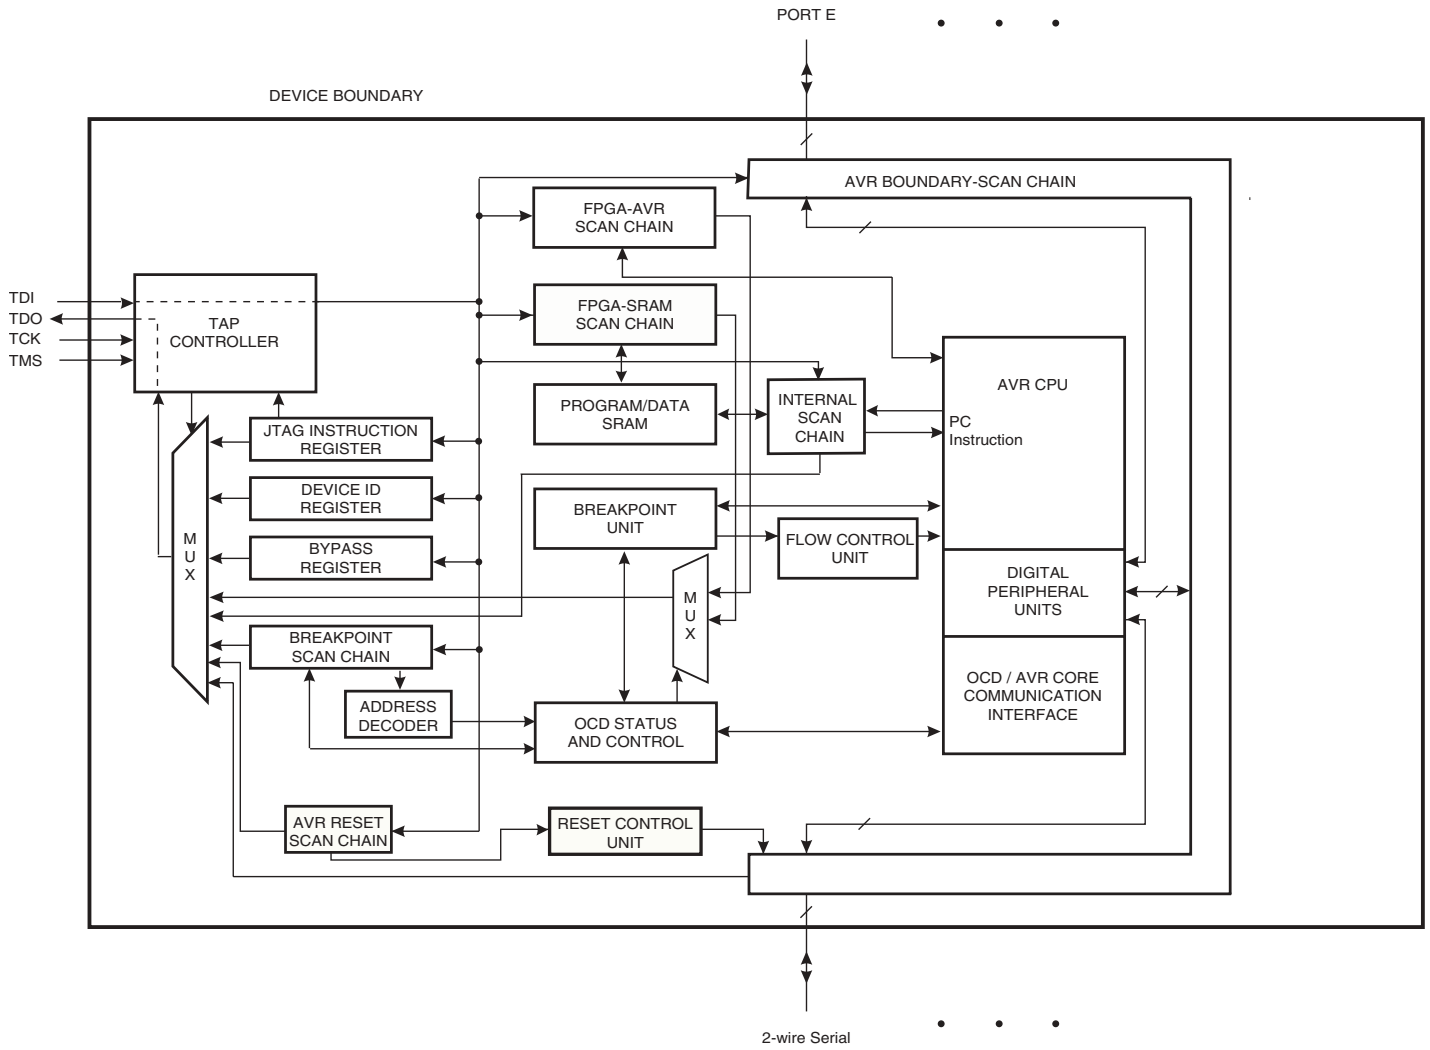 PORT E
DEVICE BOUNDARY
AVR BOUNDARY-SCAN CHAIN
FPGA-AVR
SCAN CHAIN
TDI
TDO
TCK
TMS
TAP
CONTROLLER
FPGA-SRAM
SCAN CHAIN
PROGRAM/DATA
SRAM
INTERNAL
SCAN
CHAIN
AVR CPU
PC
Instruction
JTAG INSTRUCTION
REGISTER
DEVICE ID
REGISTER
BREAKPOINT
UNIT
FLOW CONTROL
UNIT
M
U
X
BYPASS
REGISTER
M
U
X
DIGITAL
PERIPHERAL
UNITS
BREAKPOINT
SCAN CHAIN
ADDRESS
DECODER
OCD STATUS
AND CONTROL
OCD / AVR CORE
COMMUNICATION
INTERFACE
AVR RESET
SCAN CHAIN
RESET CONTROL
UNIT
2-wire Serial